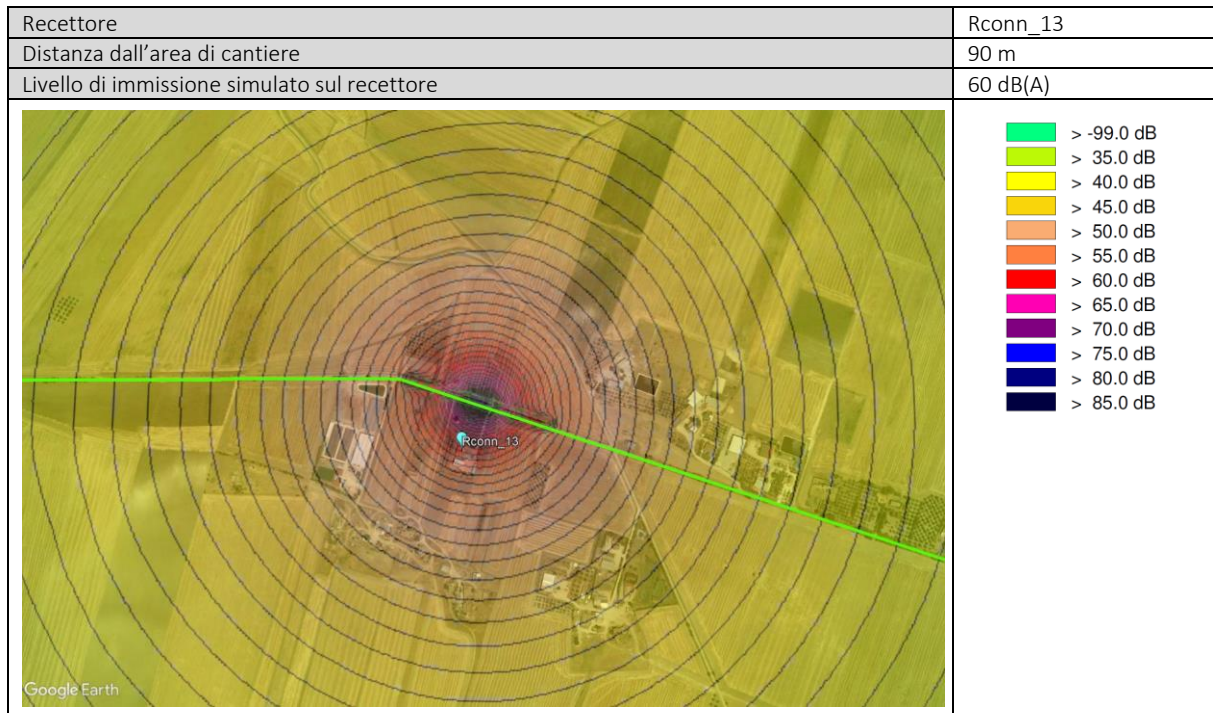 Recettore Rconn_13
Distanza dall’area di cantiere 90 m
Livello di immissione simulato sul recettore 60 dB(A)
> -99.0 dB
> 35.0 dB
> 40.0 dB
> 45.0 dB
> 50.0 dB
> 55.0 dB
> 60.0 dB
> 65.0 dB
> 70.0 dB
> 75.0 dB
> 80.0 dB
> 85.0 dB
Rconn_13
Google Earth